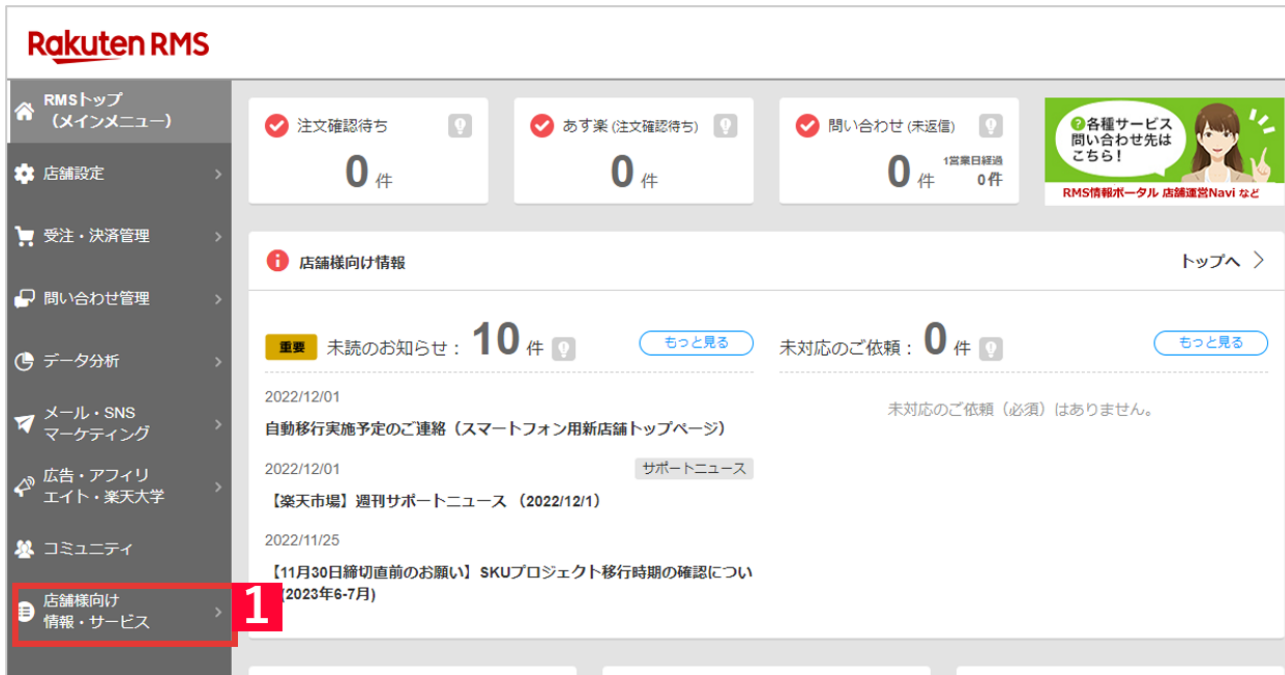 Rakuten RMS
RMSトップ
（メインメニュー）
店舗設定
受注・決済管理
問い合わせ管理
データ分析
メール・SNS
マーケティング
広告・アフィリ
エイト・楽天大学
コミュニティ
店舗様向け
情報・サービス
1
注文確認待ち
0 件
あす楽 (注文確認待ち)
0 件
問い合わせ (未返信)
0 件
1営業日経過
0件
?各種サービス
問い合わせ先は
こちら！
RMS情報ポータル 店舗運営Navi など
店舗様向け情報
トップへ
重要 未読のお知らせ： 10 件
もっと見る
2022/12/01
自動移行実施予定のご連絡（スマートフォン用新店舗トップページ）
2022/12/01
サポートニュース
【楽天市場】週刊サポートニュース （2022/12/1）
2022/11/25
【11月30日締切直前のお願い】SKUプロジェクト移行時期の確認につい
(2023年6-7月)
未対応のご依頼： 0 件
もっと見る
未対応のご依頼（必須）はありません。